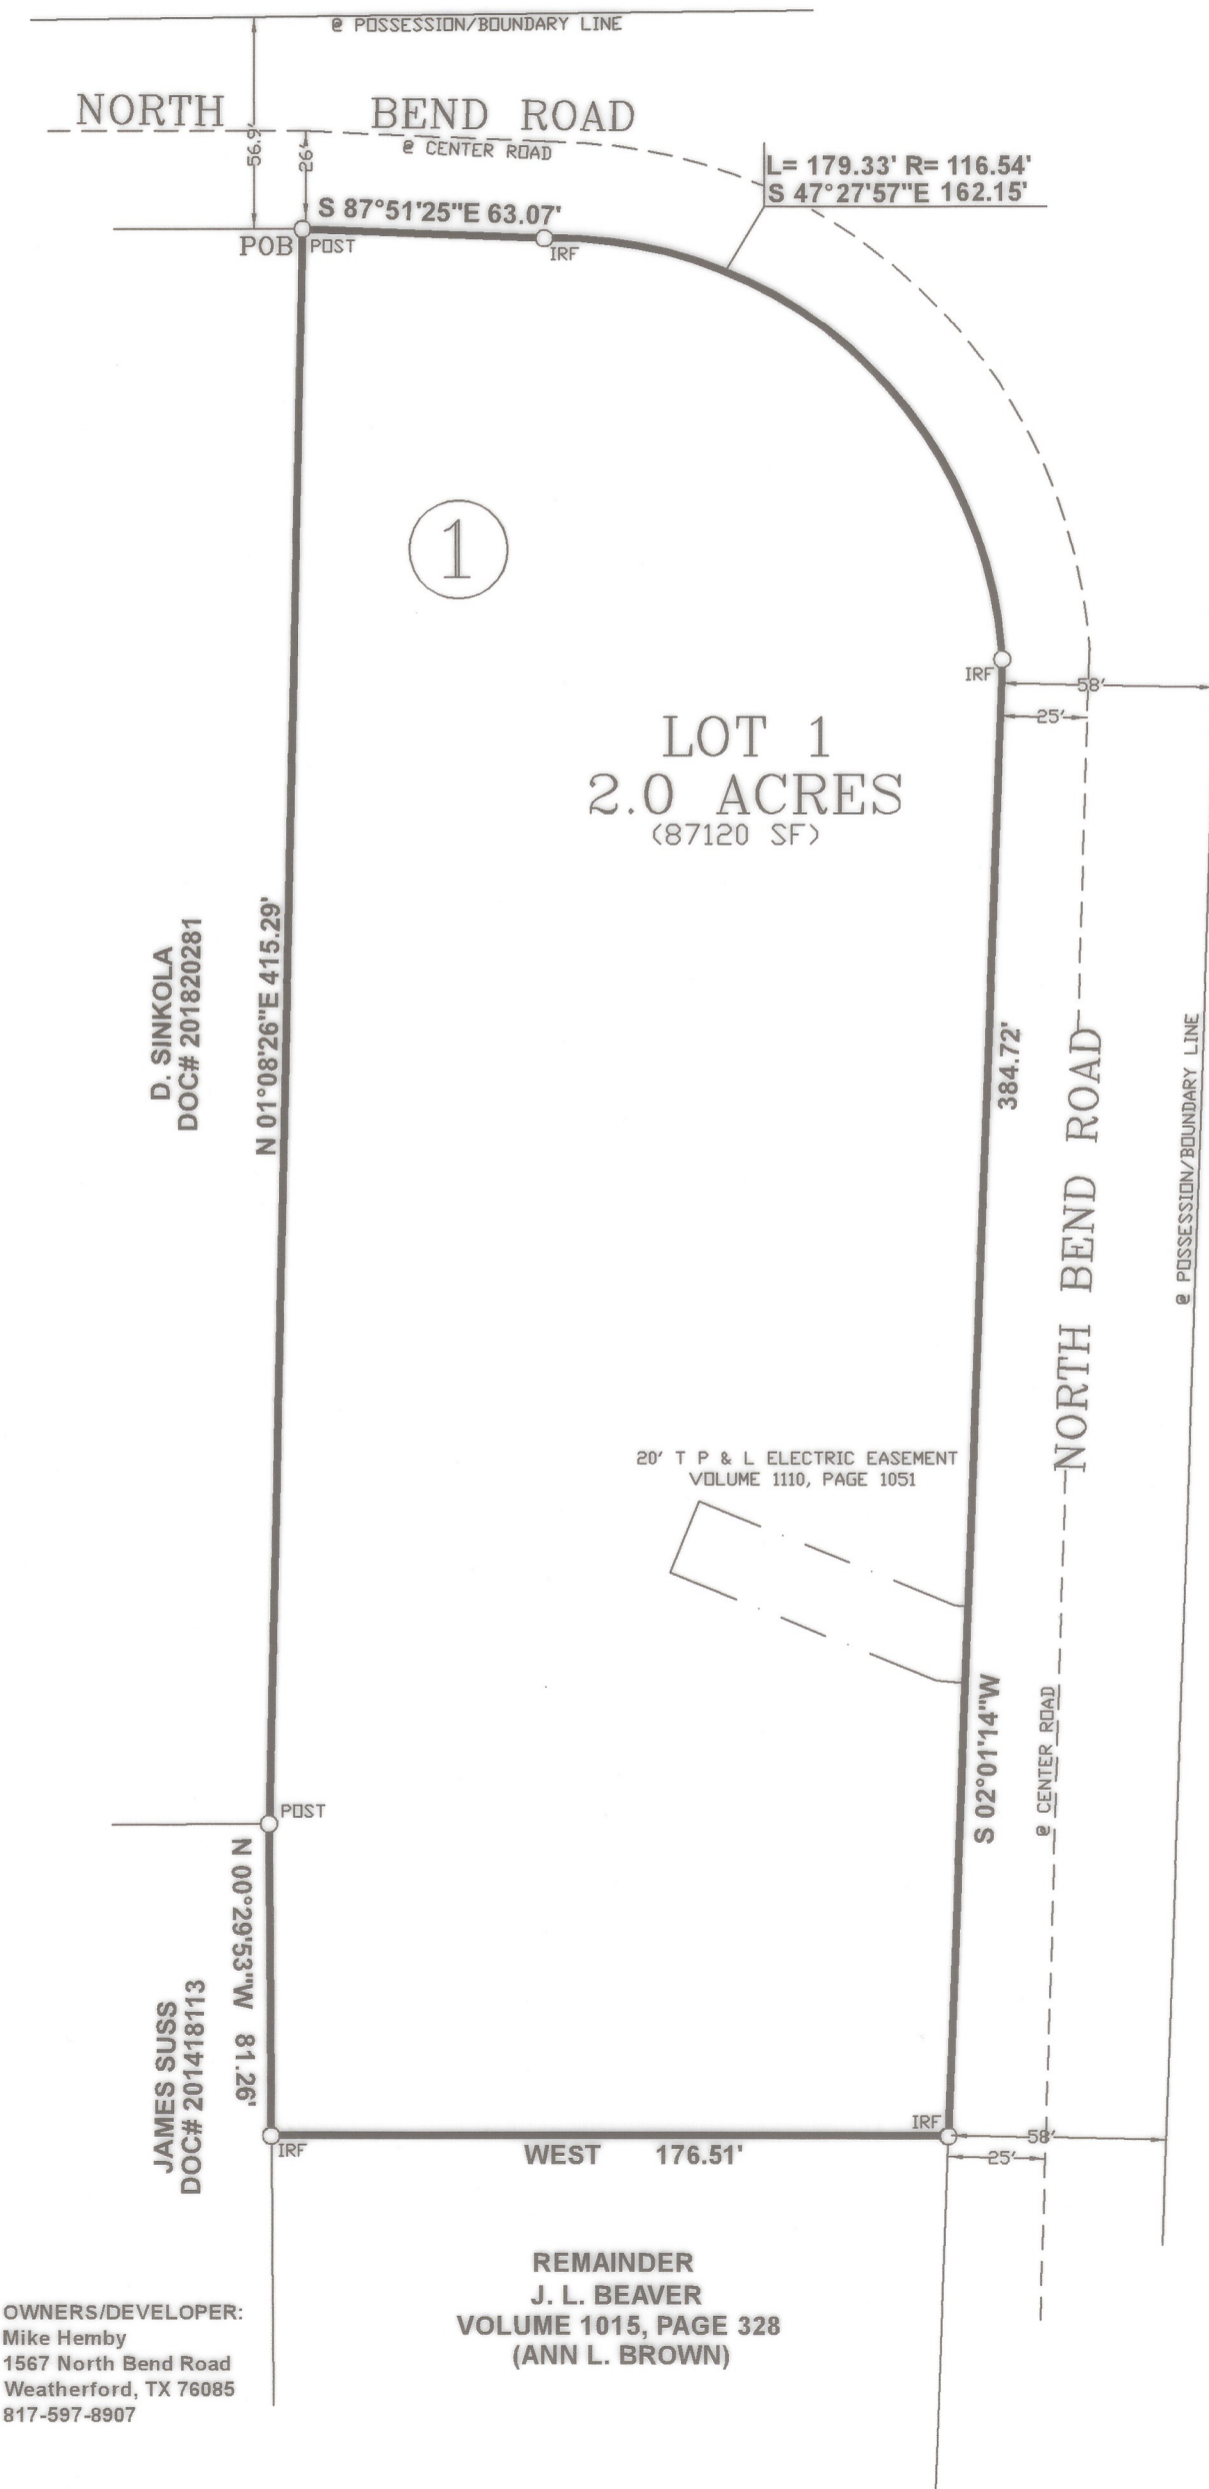 @ POSSESSION/BOUNDARY LINE
NORTH BEND ROAD
@ CENTER ROAD
56.9'
26'
L= 179.33' R= 116.54'
S 47°27'57"E 162.15'
S 87°51'25"E 63.07'
POB
POST
IRF
1
IRF
58'
25'
LOT 1
2.0 ACRES
(87120 SF)
D. SINKOLA
DOC# 201820281
N 01°08'26"E 415.29'
384.72'
NORTH BEND ROAD
@ POSSESSION/BOUNDARY LINE
20' T P & L ELECTRIC EASEMENT
VOLUME 1110, PAGE 1051
S 02°01'14"W
@ CENTER ROAD
POST
N 00°29'53"W 81.26'
JAMES SUSS
DOC# 201418113
IRF
IRF
58'
25'
WEST 176.51'
REMAINDER
J. L. BEAVER
VOLUME 1015, PAGE 328
(ANN L. BROWN)
OWNERS/DEVELOPER:
Mike Hemby
1567 North Bend Road
Weatherford, TX 76085
817-597-8907